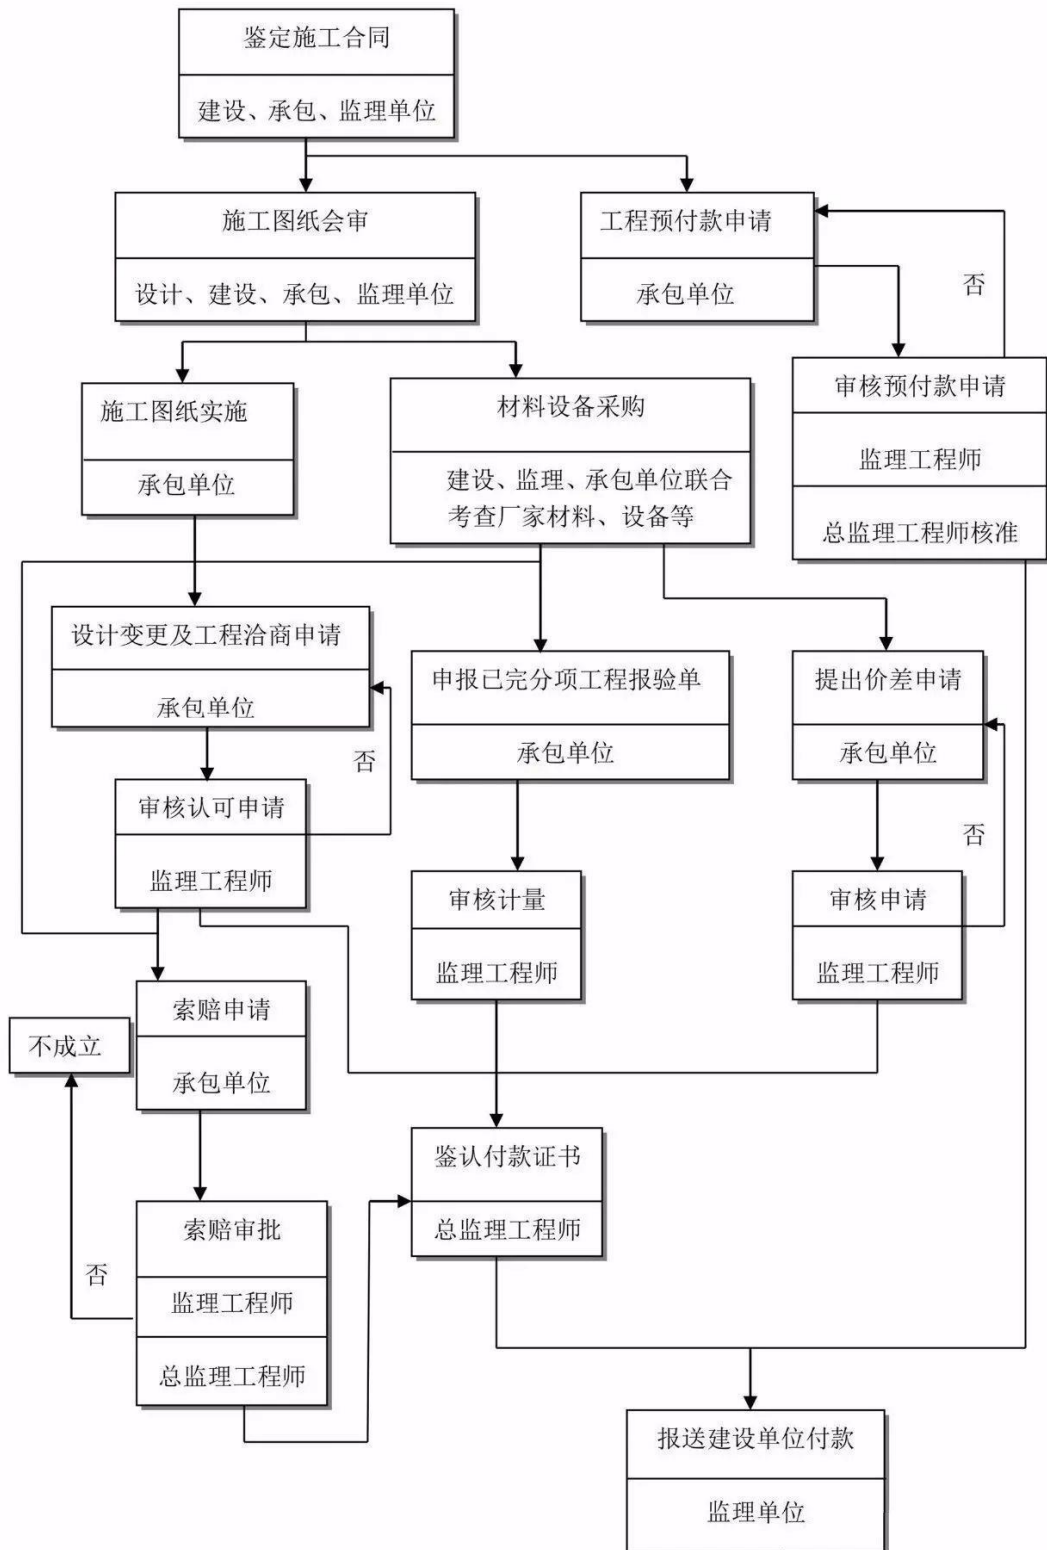 鉴定施工合同
建设、承包、监理单位
施工图纸会审
设计、建设、承包、监理单位
工程预付款申请
承包单位
否
审核预付款申请
监理工程师
总监理工程师核准
施工图纸实施
承包单位
材料设备采购
建设、监理、承包单位联合
考查厂家材料、设备等
设计变更及工程洽商申请
承包单位
否
申报已完分项工程报验单
承包单位
提出价差申请
承包单位
否
审核认可申请
监理工程师
审核计量
监理工程师
审核申请
监理工程师
索赔申请
承包单位
不成立
鉴认付款证书
总监理工程师
索赔审批
监理工程师
总监理工程师
否
报送建设单位付款
监理单位